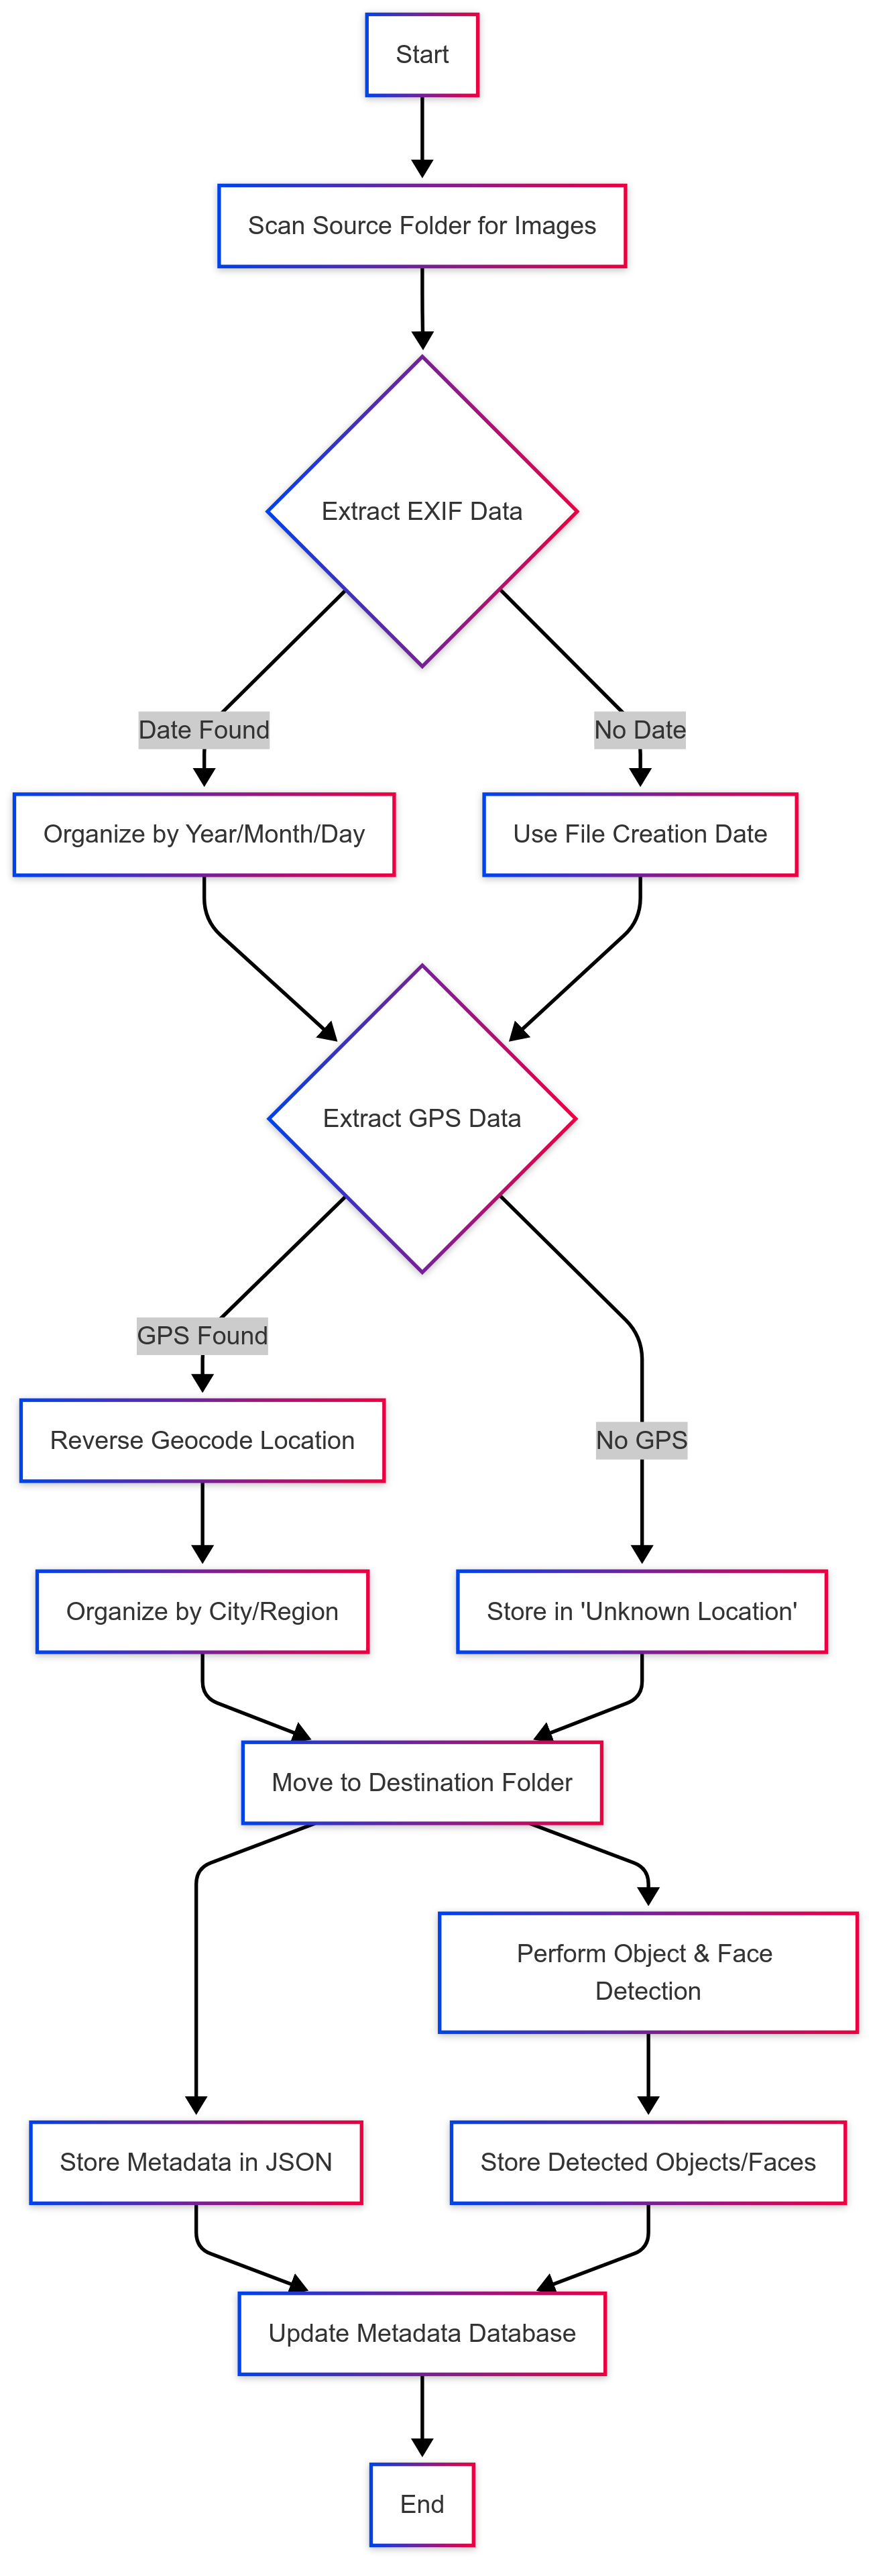 Start
Scan Source Folder for Images
Extract EXIF Data
Date Found
No Date
Organize by Year/Month/Day
Use File Creation Date
Extract GPS Data
GPS Found
Reverse Geocode Location
No GPS
Organize by City/Region
Store in 'Unknown Location'
Move to Destination Folder
Perform Object & Face
Detection
Store Metadata in JSON
Store Detected Objects/Faces
Update Metadata Database
End